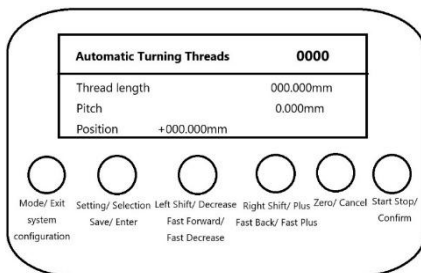 Automatic Turning Threads 0000
Thread length 000.000mm
Pitch 0.000mm
Position +000.000mm
Mode/ Exit
system
configuration
Setting/ Selection
Save/ Enter
Left Shift/ Decrease
Fast Forward/
Fast Decrease
Right Shift/ Plus
Fast Back/ Fast Plus
Zero/ Cancel
Start Stop/
Confirm